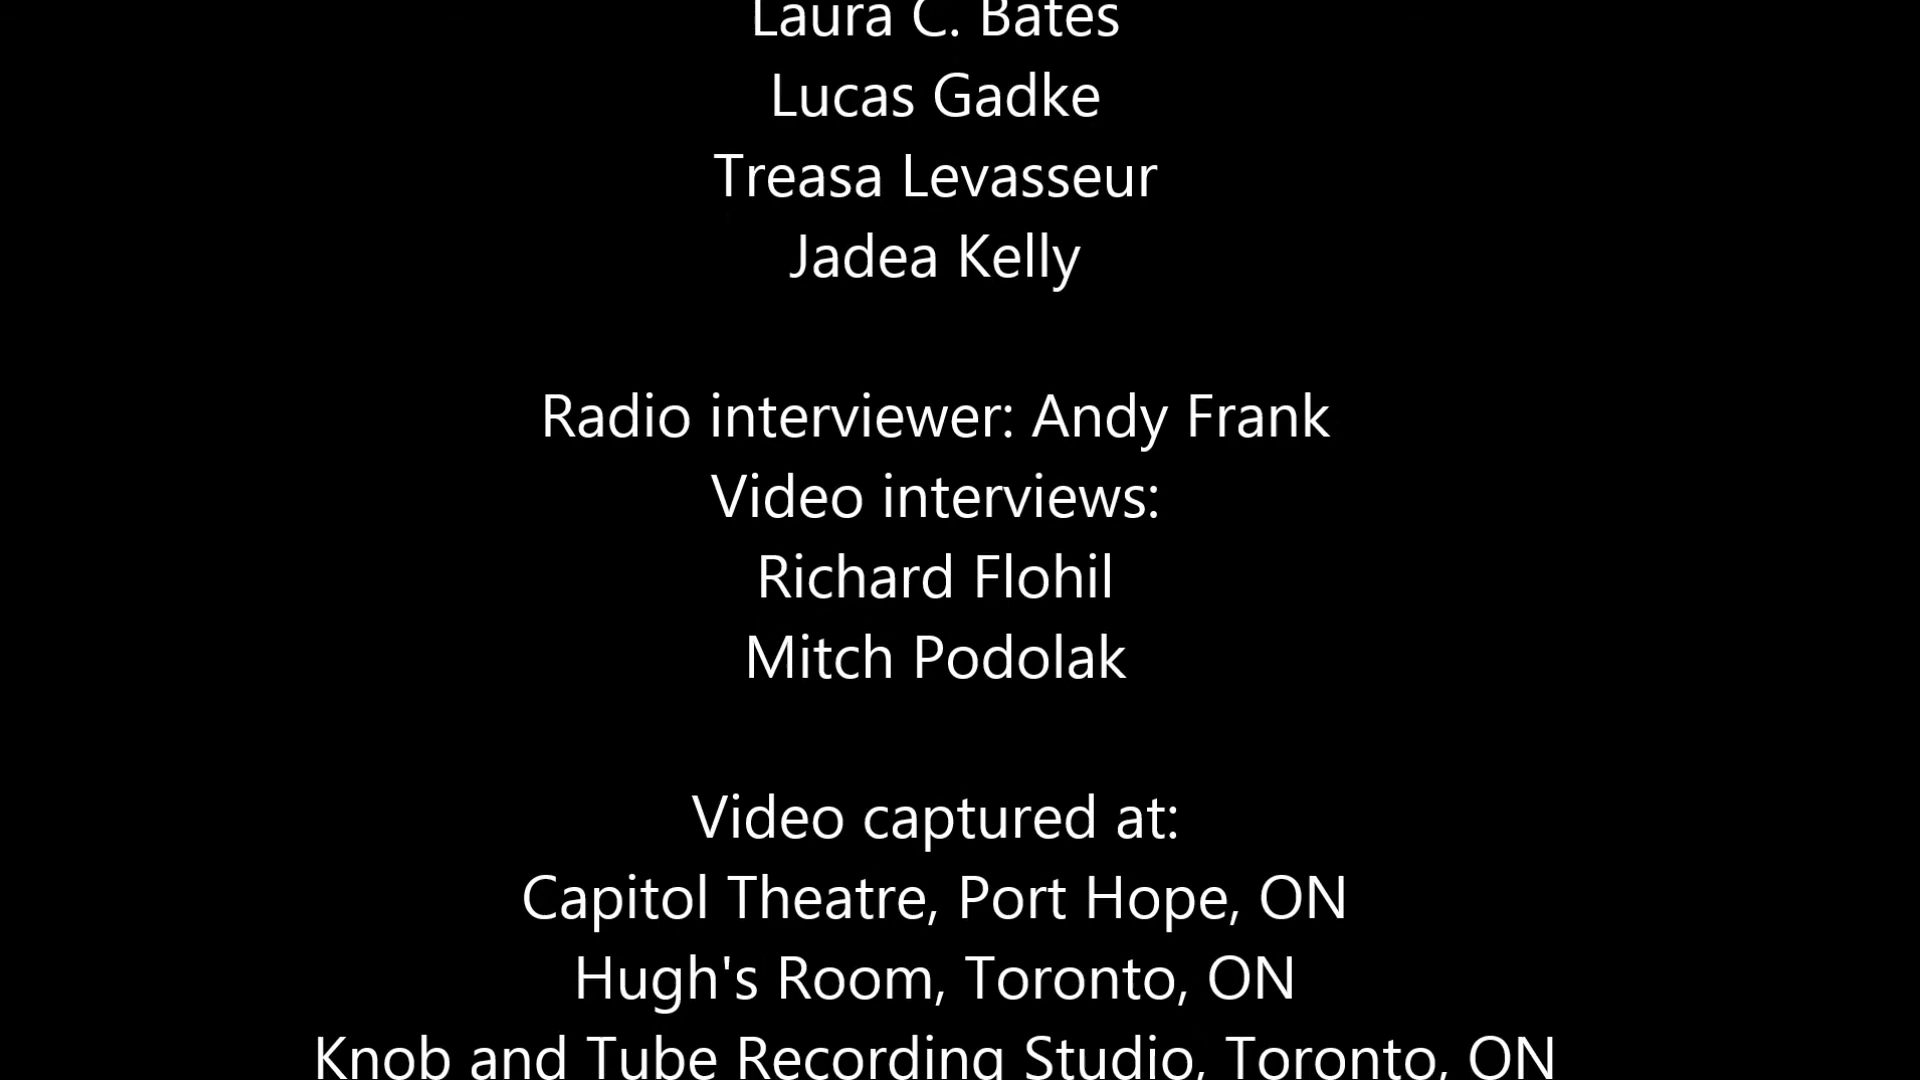 Laura C. Bates
Lucas Gadke
Treasa Levasseur
Jadea Kelly
Radio interviewer: Andy Frank
Video interviews:
Richard Flohil
Mitch Podolak
Video captured at:
Capitol Theatre, Port Hope, ON
Hugh's Room, Toronto, ON
Knob and Tube Recording Studio, Toronto, ON